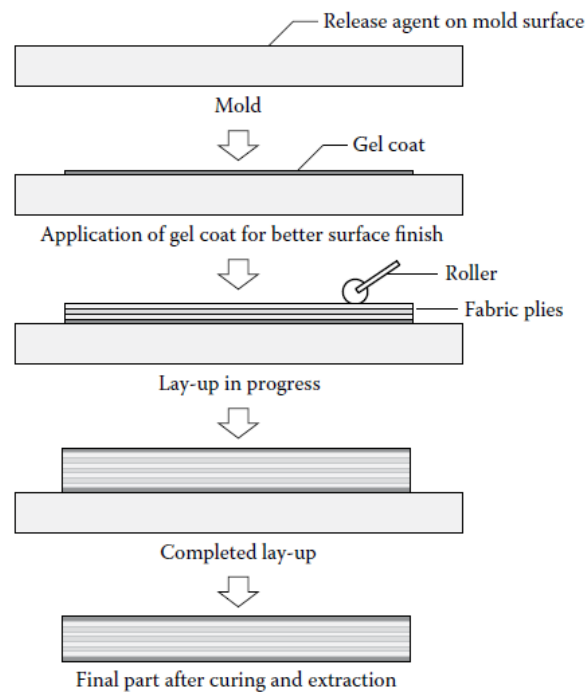 Release agent on mold surface
Mold
Gel coat
Application of gel coat for better surface finish
Roller
Fabric plies
Lay-up in progress
Completed lay-up
Final part after curing and extraction